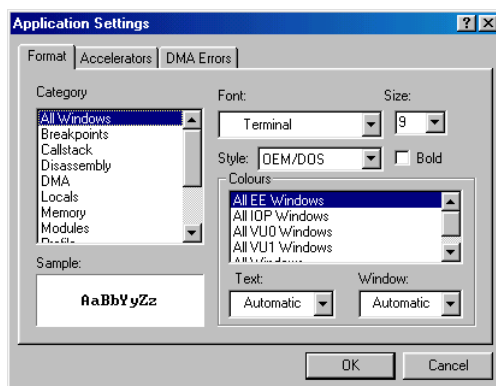 Application Settings
Format
Accelerators
DMA Errors
Category
All Windows
Breakpoints
Callstack
Disassembly
DMA
Locals
Memory
Modules
Sample:
AaBbYyZz
Font:
Terminal
Size:
9
Style:
OEM/DOS
Bold
Colours
All EE Windows
All IOP Windows
All VU0 Windows
All VU1 Windows
All Windows
Text:
Automatic
Window:
Automatic
OK
Cancel